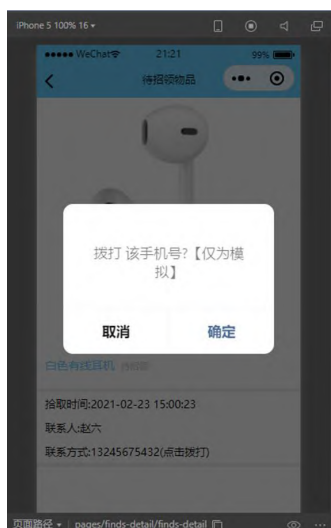 iPhone 5 100% 16
WeChat 21:21 99%
待招领物品
拨打 该手机号?【仅为模
拟】
取消 确定
白色有线耳机
拾取时间:2021-02-23 15:00:23
联系人:赵六
联系方式:13245675432(点击拨打)
页面路径 pages/finds-detail/finds-detail